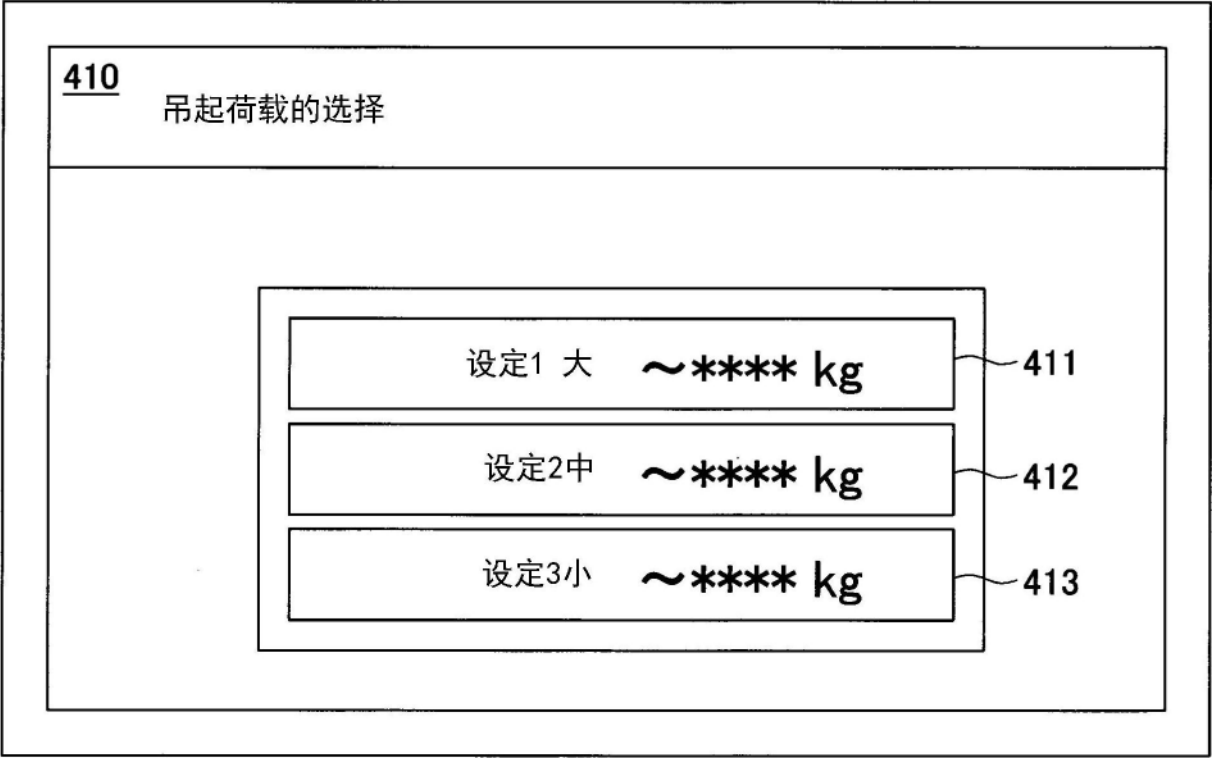 410
吊起荷载的选择
设定1 大 ～**** kg 411
设定2中 ～**** kg 412
设定3小 ～**** kg 413